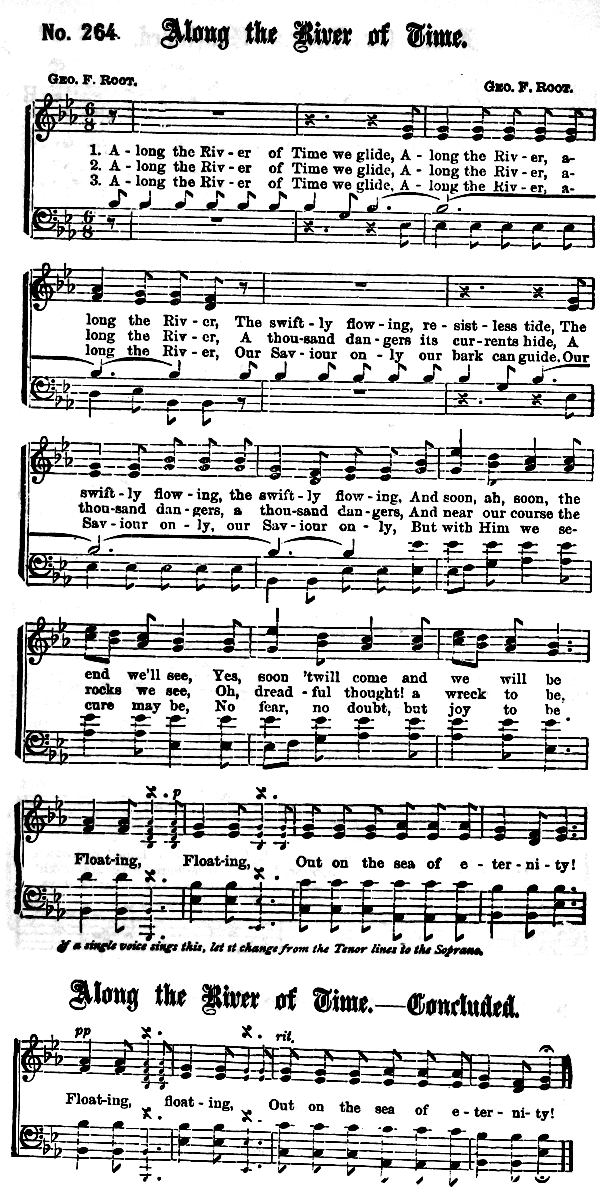 No. 264. Along the River of Time.
GEO. F. ROOT.
GEO. F. ROOT.
1. A - long the Riv - er of Time we glide, A - long the Riv - er, a-
2. A - long the Riv - er of Time we glide, A - long the Riv - er, a-
3. A - long the Riv - er of Time we glide, A - long the Riv - er, a-
long the Riv - er, The swift - ly flow - ing, re - sist - less tide, The
long the Riv - er, A thou-sand dan - gers its cur - rents hide, A
long the Riv - er, Our Sav - iour on - ly our bark can guide. Our
swift - ly flow - ing, the swift - ly flow - ing, And soon, ah, soon, the
thou-sand dan - gers, a thou-sand dan - gers, And near our course the
Sav - iour on - ly, our Sav - iour on - ly, But with Him we se-
end we'll see, Yes, soon 'twill come and we will be
rocks we see, Oh, dread - ful thought! a wreck to be,
cure may be, No fear, no doubt, but joy to be
p
Float-ing, Float-ing, Out on the sea of e - ter - ni - ty!
If a single voice sings this, let it change from the Tenor lines to the Soprano.
Along the River of Time.—Concluded.
pp rit.
Float-ing, float - ing, Out on the sea of e - ter - ni - ty!